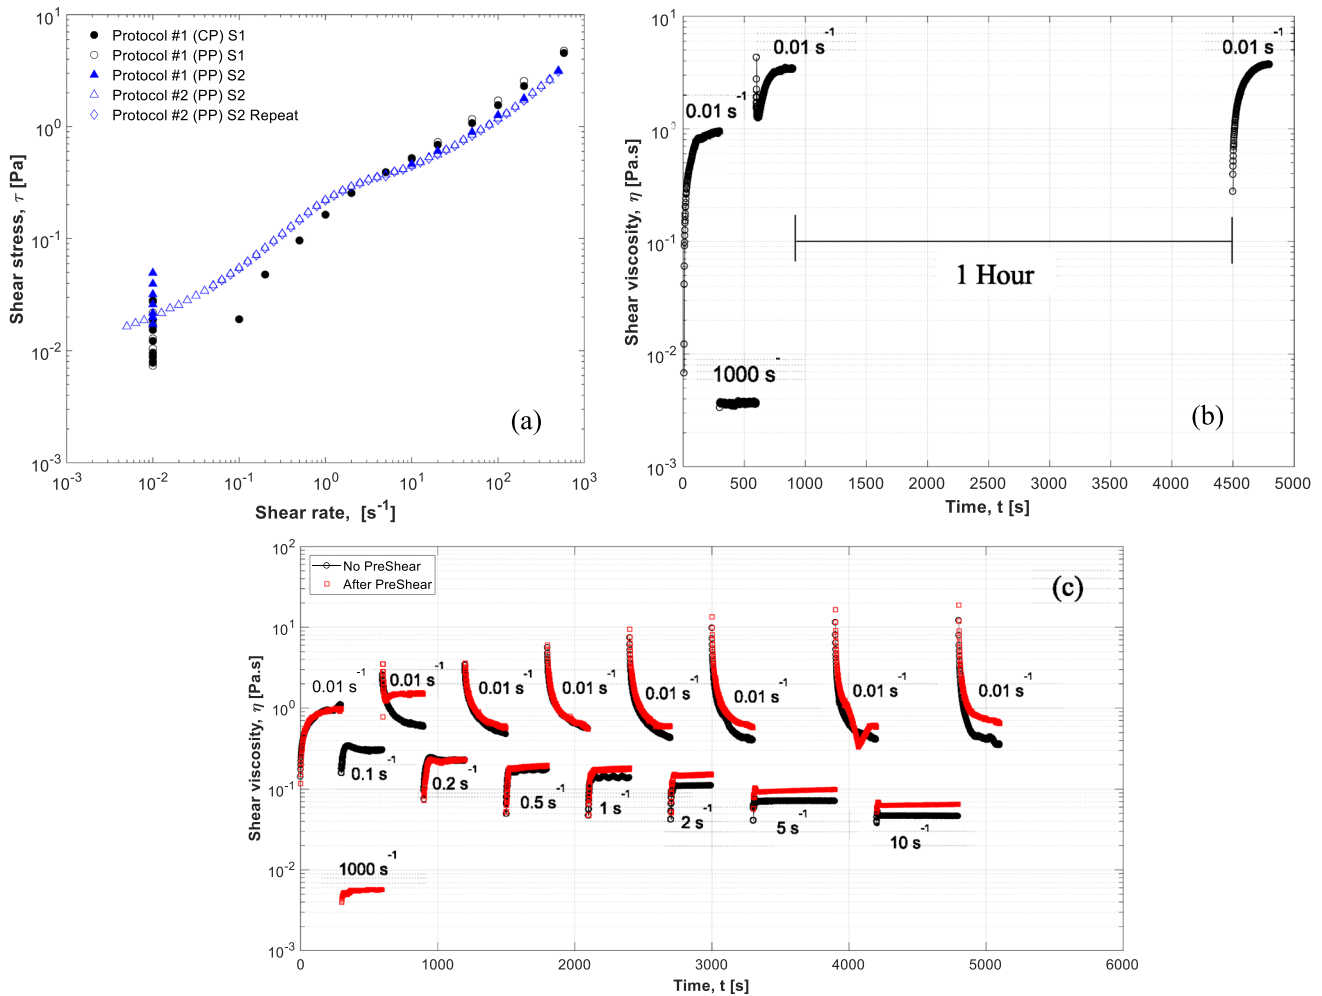 Protocol #1 (CP) S1
Protocol #1 (PP) S1
Protocol #1 (PP) S2
Protocol #2 (PP) S2
Protocol #2 (PP) S2 Repeat
10^1
10^0
10^-1
10^-2
10^-3
Shear stress, τ [Pa]
(a)
10^-3
10^-2
10^-1
10^0
10^1
10^2
10^3
Shear rate, [s^-1]
10^2
10^1
10^0
10^-1
10^-2
10^-3
Shear viscosity, η [Pa.s]
0.01 s^-1
0.01 s^-1
0.01 s^-1
1 Hour
1000 s^-
(b)
0 500 1000 1500 2000 2500 3000 3500 4000 4500 5000
Time, t [s]
10^2
10^1
10^0
10^-1
10^-2
10^-3
Shear viscosity, η [Pa.s]
No PreShear
After PreShear
(c)
0.01 s^-1
0.01 s^-1
0.01 s^-1
0.01 s^-1
0.01 s^-1
0.01 s^-1
0.01 s^-1
0.01 s^-1
0.1 s^-1
0.2 s^-1
0.5 s^-1
1 s^-1
2 s^-1
5 s^-1
10 s^-1
1000 s^-1
0 1000 2000 3000 4000 5000 6000
Time, t [s]